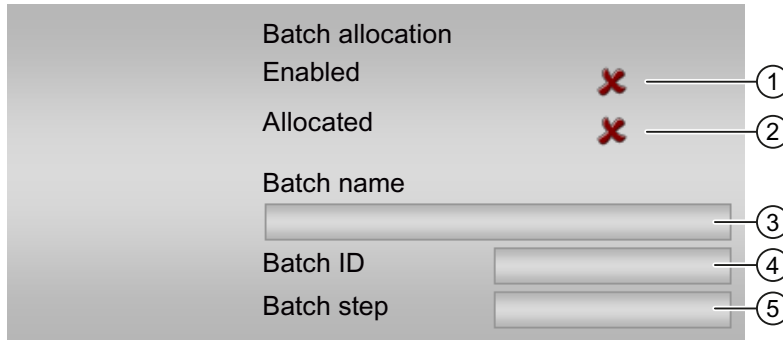 Batch allocation
Enabled
1
Allocated
2
Batch name
3
Batch ID
4
Batch step
5